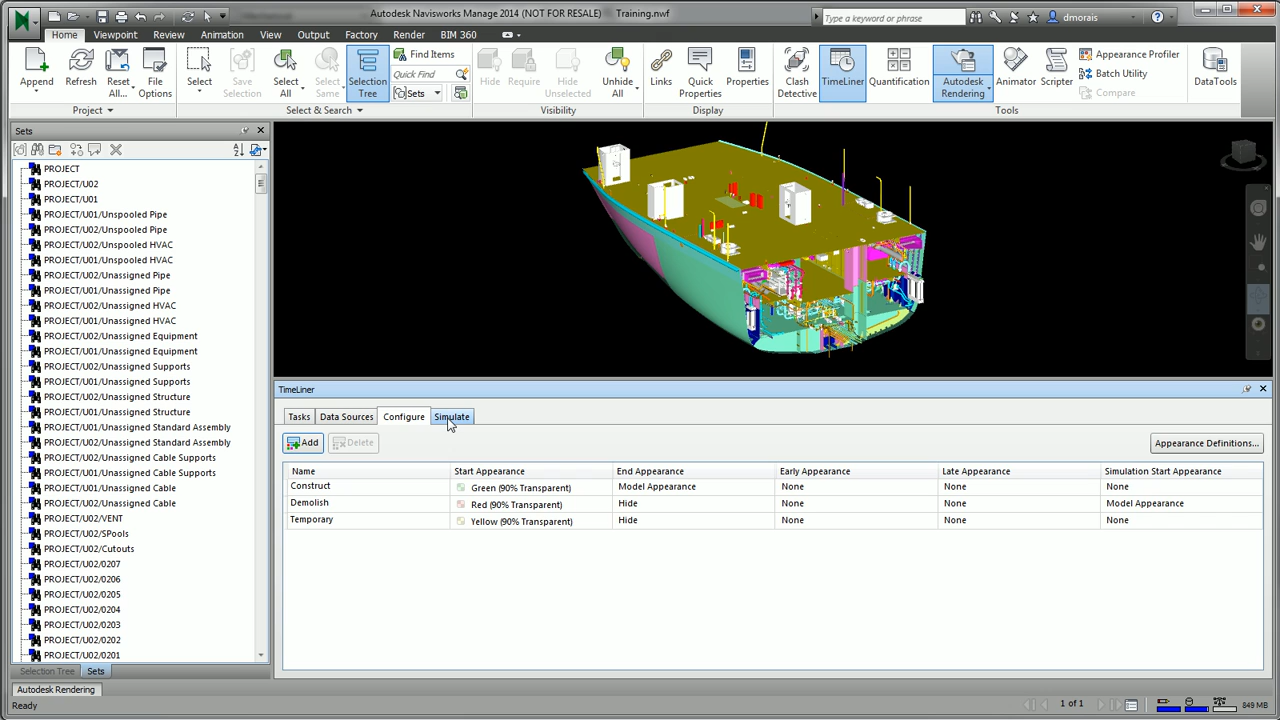 Autodesk Navisworks Manage 2014 (NOT FOR RESALE) Training.nwf
Type a keyword or phrase
dmorais
Home Viewpoint Review Animation View Output Factory Render BIM 360
Append
Refresh
Reset All...
File Options
Project
Select
Save Selection
Select All
Select Same
Selection Tree
Find Items
Quick Find
Sets
Select & Search
Hide
Require
Hide Unselected
Unhide All
Visibility
Links
Quick Properties
Properties
Display
Clash Detective
TimeLiner
Quantification
Autodesk Rendering
Animator
Scripter
Appearance Profiler
Batch Utility
Compare
Tools
DataTools
Sets
PROJECT
PROJECT/U02
PROJECT/U01
PROJECT/U01/Unspooled Pipe
PROJECT/U02/Unspooled Pipe
PROJECT/U02/Unspooled HVAC
PROJECT/U01/Unspooled HVAC
PROJECT/U02/Unassigned Pipe
PROJECT/U01/Unassigned Pipe
PROJECT/U02/Unassigned HVAC
PROJECT/U01/Unassigned HVAC
PROJECT/U02/Unassigned Equipment
PROJECT/U01/Unassigned Equipment
PROJECT/U02/Unassigned Supports
PROJECT/U01/Unassigned Supports
PROJECT/U02/Unassigned Structure
PROJECT/U01/Unassigned Structure
PROJECT/U01/Unassigned Standard Assembly
PROJECT/U02/Unassigned Standard Assembly
PROJECT/U02/Unassigned Cable Supports
PROJECT/U01/Unassigned Cable Supports
PROJECT/U01/Unassigned Cable
PROJECT/U02/Unassigned Cable
PROJECT/U02/VENT
PROJECT/U02/SPools
PROJECT/U02/Cutouts
PROJECT/U02/0207
PROJECT/U02/0206
PROJECT/U02/0205
PROJECT/U02/0204
PROJECT/U02/0203
PROJECT/U02/0202
PROJECT/U02/0201
Selection Tree Sets
TimeLiner
Tasks Data Sources Configure Simulate
Add Delete Appearance Definitions...
Name Start Appearance End Appearance Early Appearance Late Appearance Simulation Start Appearance
Construct Green (90% Transparent) Model Appearance None None None
Demolish Red (90% Transparent) Hide None None Model Appearance
Temporary Yellow (90% Transparent) Hide None None None
Autodesk Rendering
Ready 1 of 1 849 MB